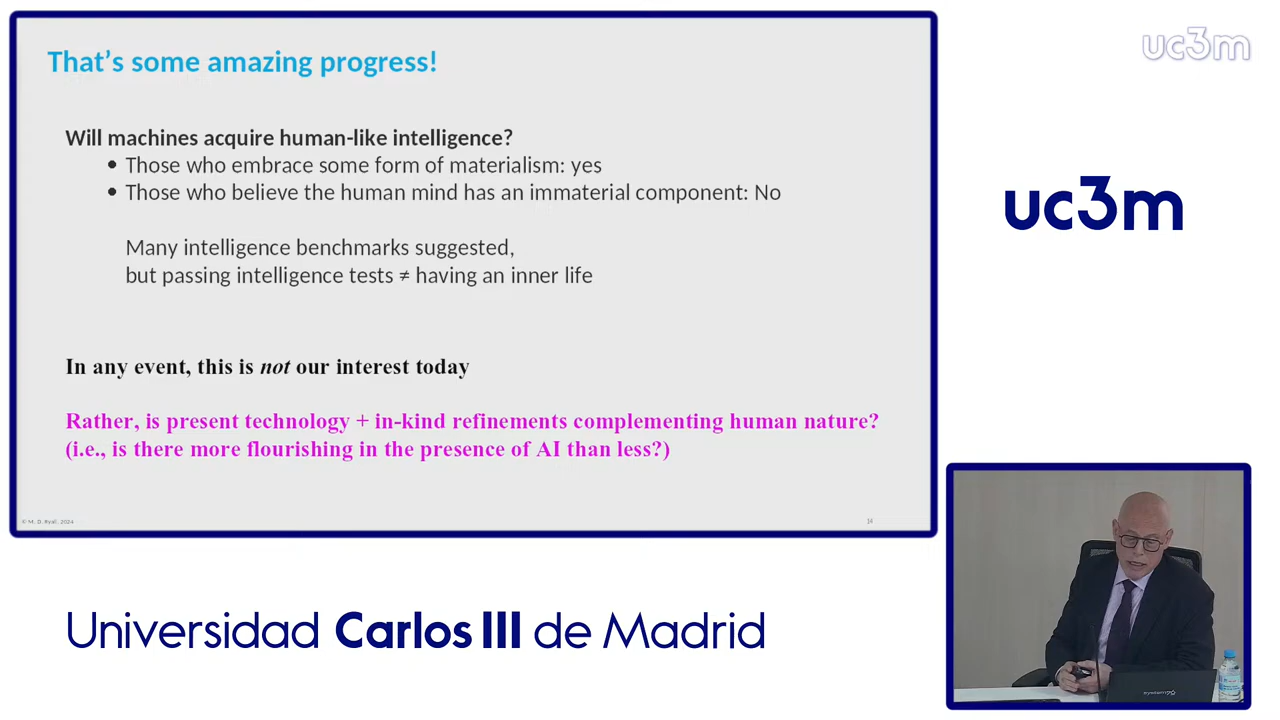 That's some amazing progress!
Will machines acquire human-like intelligence?
• Those who embrace some form of materialism: yes
• Those who believe the human mind has an immaterial component: No
Many intelligence benchmarks suggested,
but passing intelligence tests ≠ having an inner life
In any event, this is not our interest today
Rather, is present technology + in-kind refinements complementing human nature?
(i.e., is there more flourishing in the presence of AI than less?)
© M. D. Ryall, 2024
14
uc3m
uc3m
Universidad Carlos III de Madrid